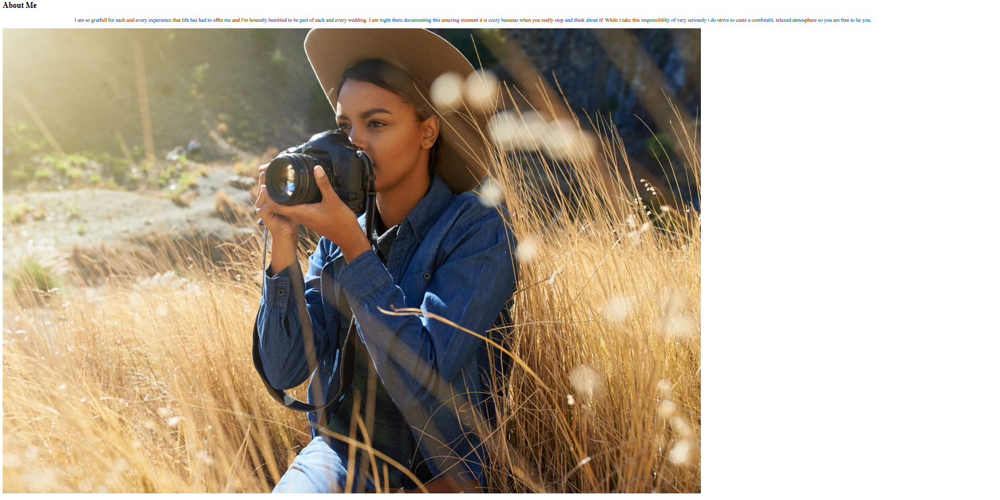 About Me
I am so gratfull for each and every experience that life has had to offer me and I'm honestly humbled to be part of each and every wedding. I am roght there documenting this amazing moment it is crezy bananas when you really stop and think about it! While I take this responsiblilty of very seriously i do strive to ceate a comfotabl, relaxed atmosphere so you are free to be you.